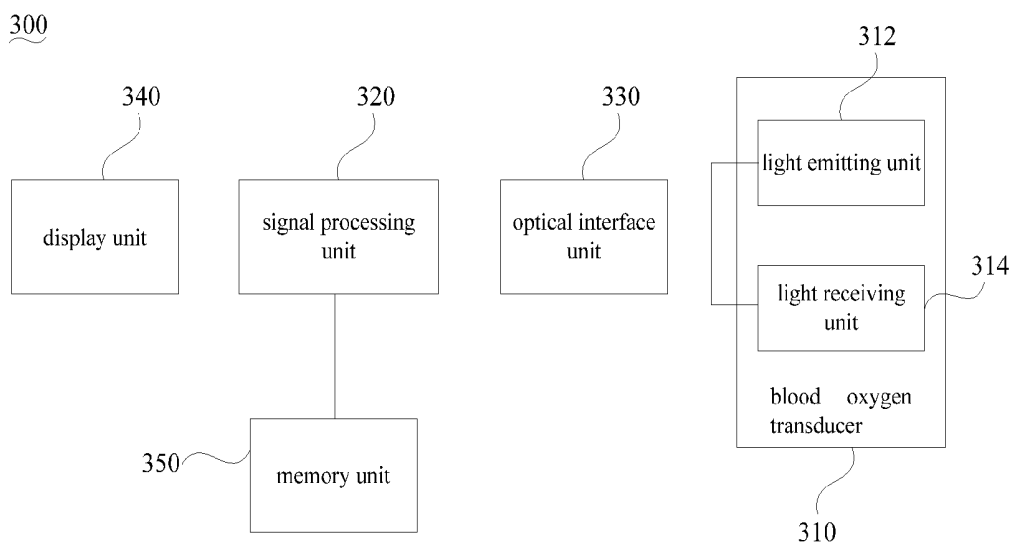 300
312
340
320
330
light emitting unit
display unit
signal processing
unit
optical interface
unit
314
light receiving
unit
blood oxygen
transducer
350
memory unit
310